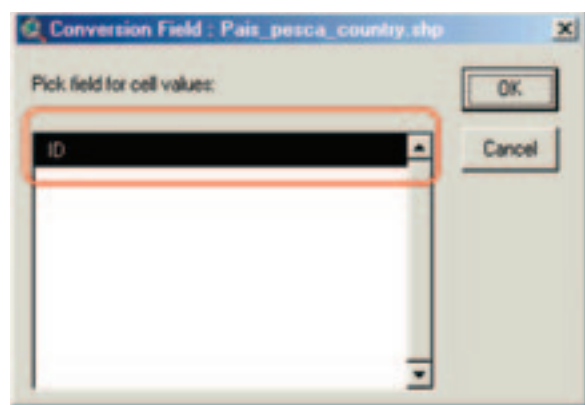 Conversion Field : Pais_pesca_country.shp
Pick field for cell values:
OK
ID
Cancel